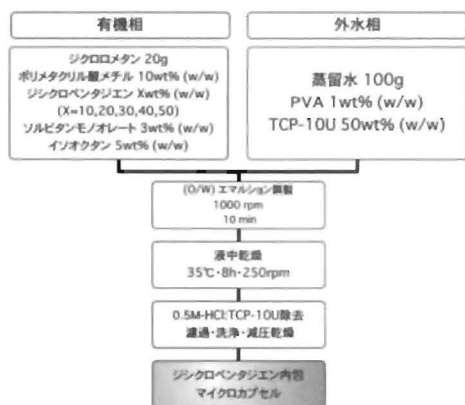 有機相
ジクロロメタン 20g
ポリメタクリル酸メチル 10wt% (w/w)
ジシクロペンタジエン Xwt% (w/w)
(X=10,20,30,40,50)
ソルビタンモノオレート 3wt% (w/w)
イソオクタン 5wt% (w/w)
外水相
蒸留水 100g
PVA 1wt% (w/w)
TCP-10U 50wt% (w/w)
(O/W) エマルション調製
1000 rpm
10 min
液中乾燥
35℃・8h・250rpm
0.5M-HCl:TCP-10U除去
濾過・洗浄・減圧乾燥
ジシクロペンタジエン内包
マイクロカプセル